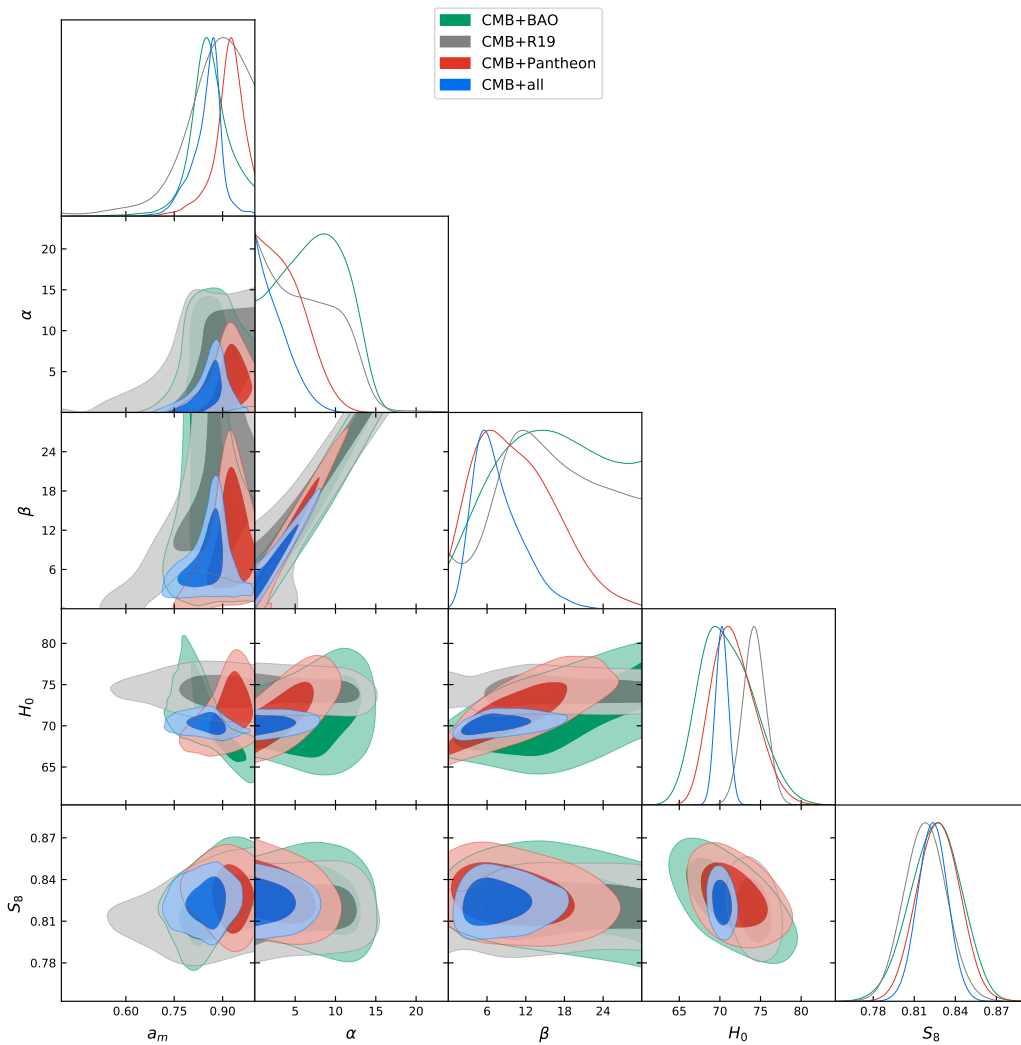 CMB+BAO
CMB+R19
CMB+Pantheon
CMB+all
20
15
10
5
α
24
18
12
6
β
80
75
70
65
H₀
0.87
0.84
0.81
0.78
S₈
0.60 0.75 0.90
5 10 15 20
6 12 18 24
65 70 75 80
0.78 0.81 0.84 0.87
aₘ α β H₀ S₈